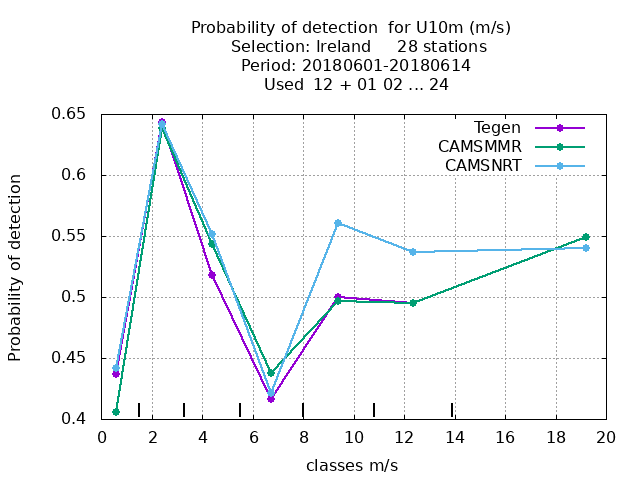 Probability of detection  for U10m (m/s)
Selection: Ireland     28 stations
Period: 20180601-20180614
Used  12 + 01 02 ... 24
Tegen
CAMSMMR
CAMSNRT
Probability of detection
0.65
0.6
0.55
0.5
0.45
0.4
0 2 4 6 8 10 12 14 16 18 20
classes m/s